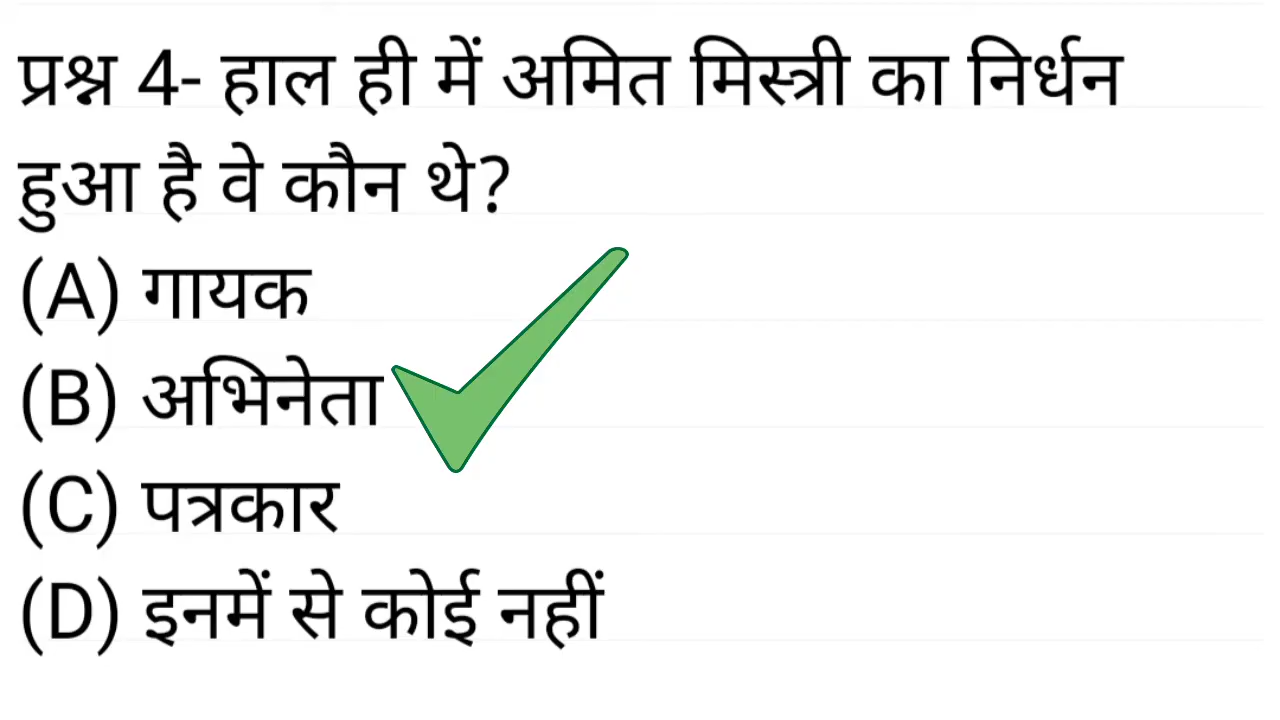 प्रश्न 4- हाल ही में अमित मिस्त्री का निर्धन
हुआ है वे कौन थे?
(A) गायक
(B) अभिनेता
(C) पत्रकार
(D) इनमें से कोई नहीं